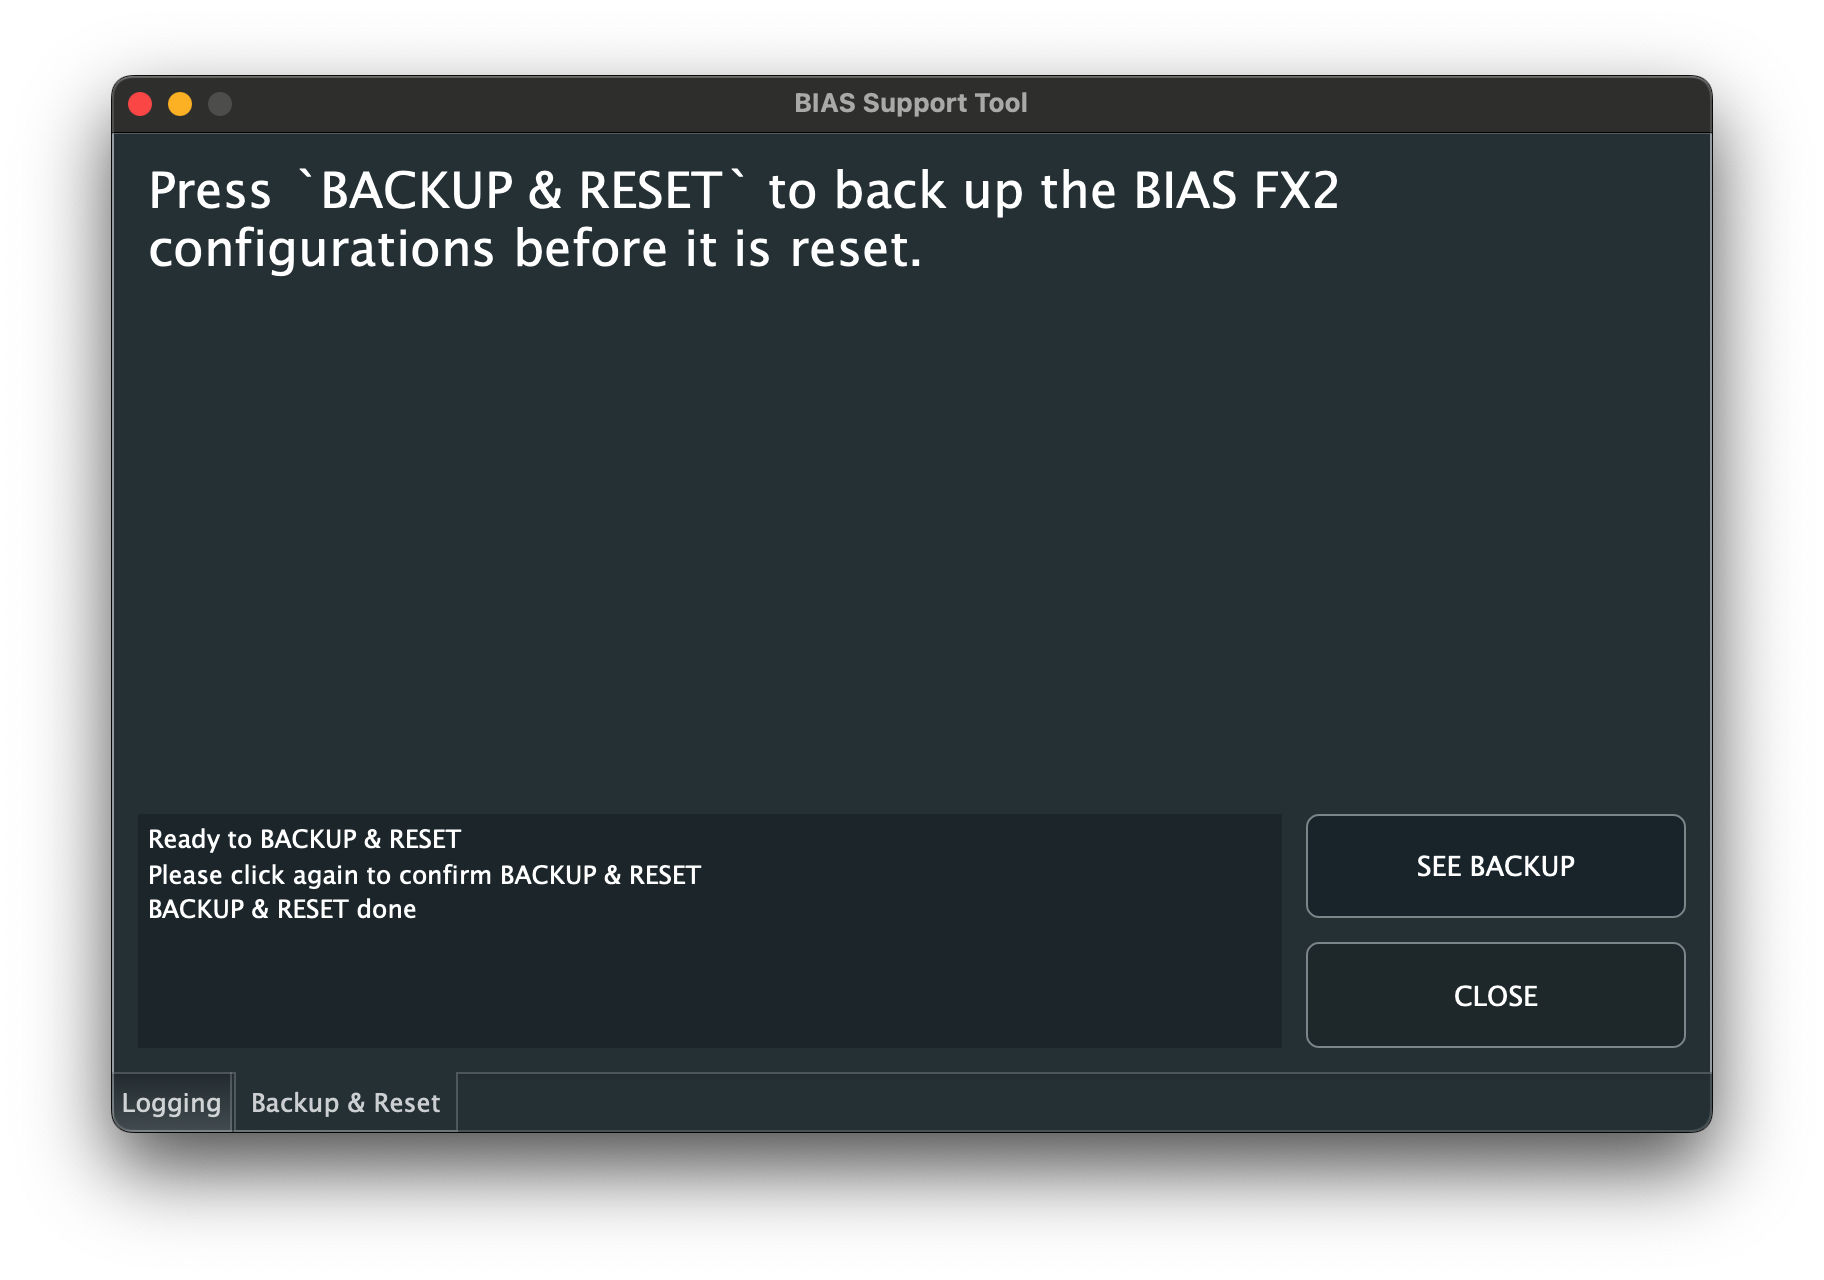 BIAS Support Tool
Press `BACKUP & RESET` to back up the BIAS FX2
configurations before it is reset.
Ready to BACKUP & RESET
Please click again to confirm BACKUP & RESET
BACKUP & RESET done
SEE BACKUP
CLOSE
Logging
Backup & Reset